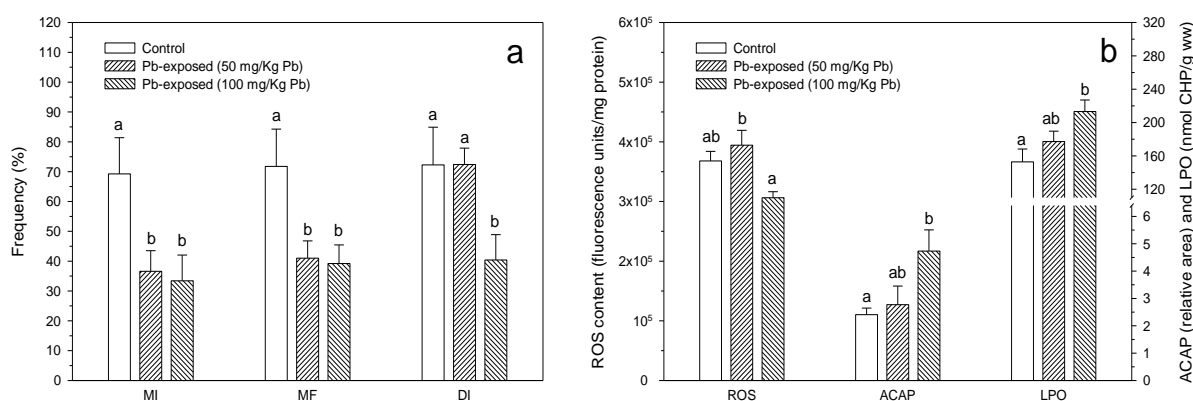 120
110
100
90
80
70
60
50
40
30
20
10
0
Frequency (%)
Control
Pb-exposed (50 mg/Kg Pb)
Pb-exposed (100 mg/Kg Pb)
a
a
b
b
a
b
b
a
a
b
MI
MF
DI
6x10⁵
5x10⁵
4x10⁵
3x10⁵
2x10⁵
10⁵
0
ROS content (fluorescence units/mg protein)
Control
Pb-exposed (50 mg/Kg Pb)
Pb-exposed (100 mg/Kg Pb)
b
ab
b
a
a
ab
b
a
ab
b
ROS
ACAP
LPO
320
280
240
200
160
120
6
5
4
3
2
1
0
ACAP (relative area) and LPO (nmol CHP/g ww)